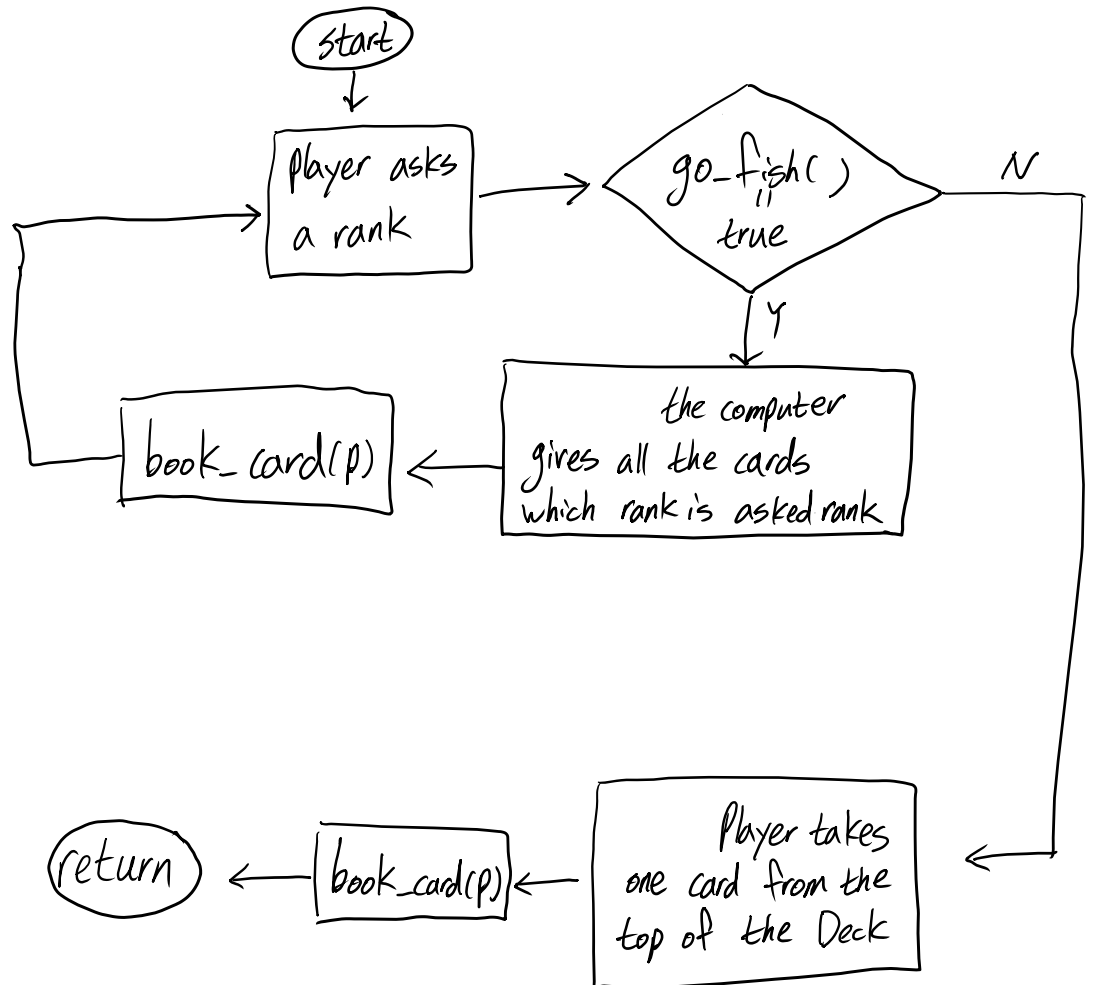 start
player asks
a rank
go_fish()
=
true
N
Y
the computer
gives all the cards
which rank is asked rank
book_card(p)
Player takes
one card from the
top of the Deck
book_card(p)
return